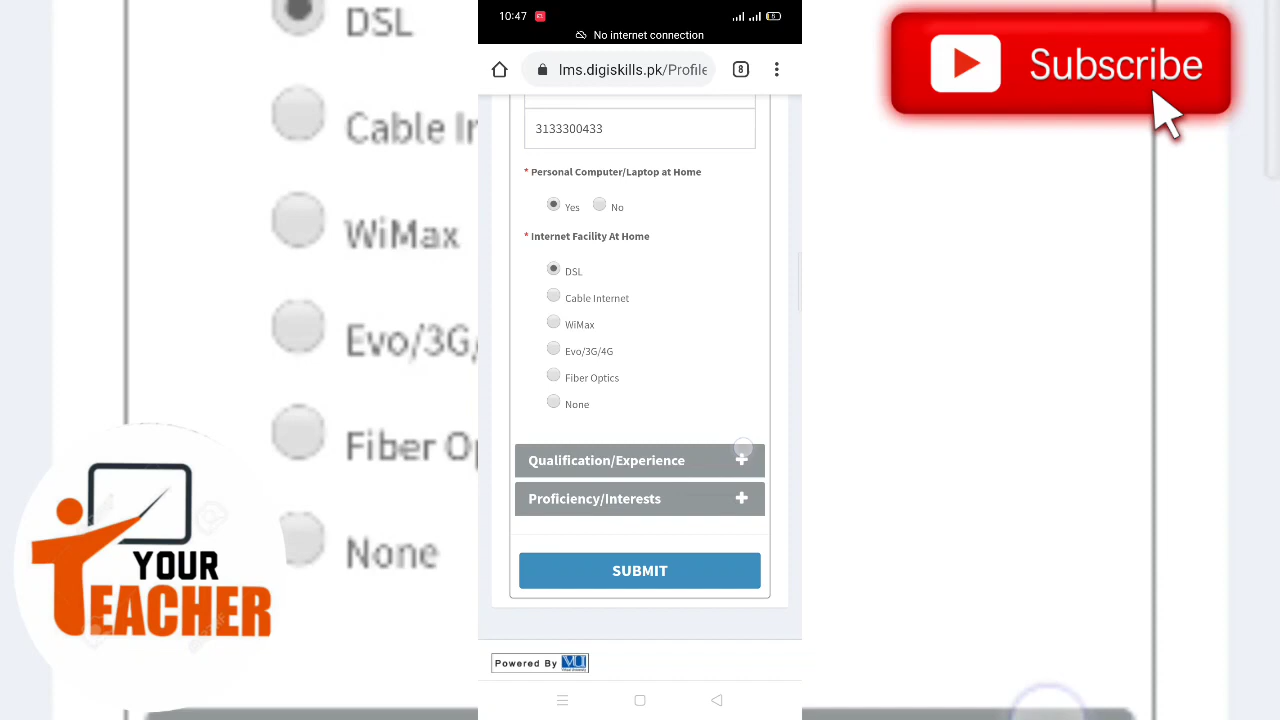 10:47
No internet connection
lms.digiskills.pk/Profile
8
3133300433
* Personal Computer/Laptop at Home
Yes No
* Internet Facility At Home
DSL
Cable Internet
WiMax
Evo/3G/4G
Fiber Optics
None
Qualification/Experience +
Proficiency/Interests +
SUBMIT
Powered By VU
DSL
Cable In
WiMax
Evo/3G/
Fiber Op
None
YOUR
TEACHER
Subscribe